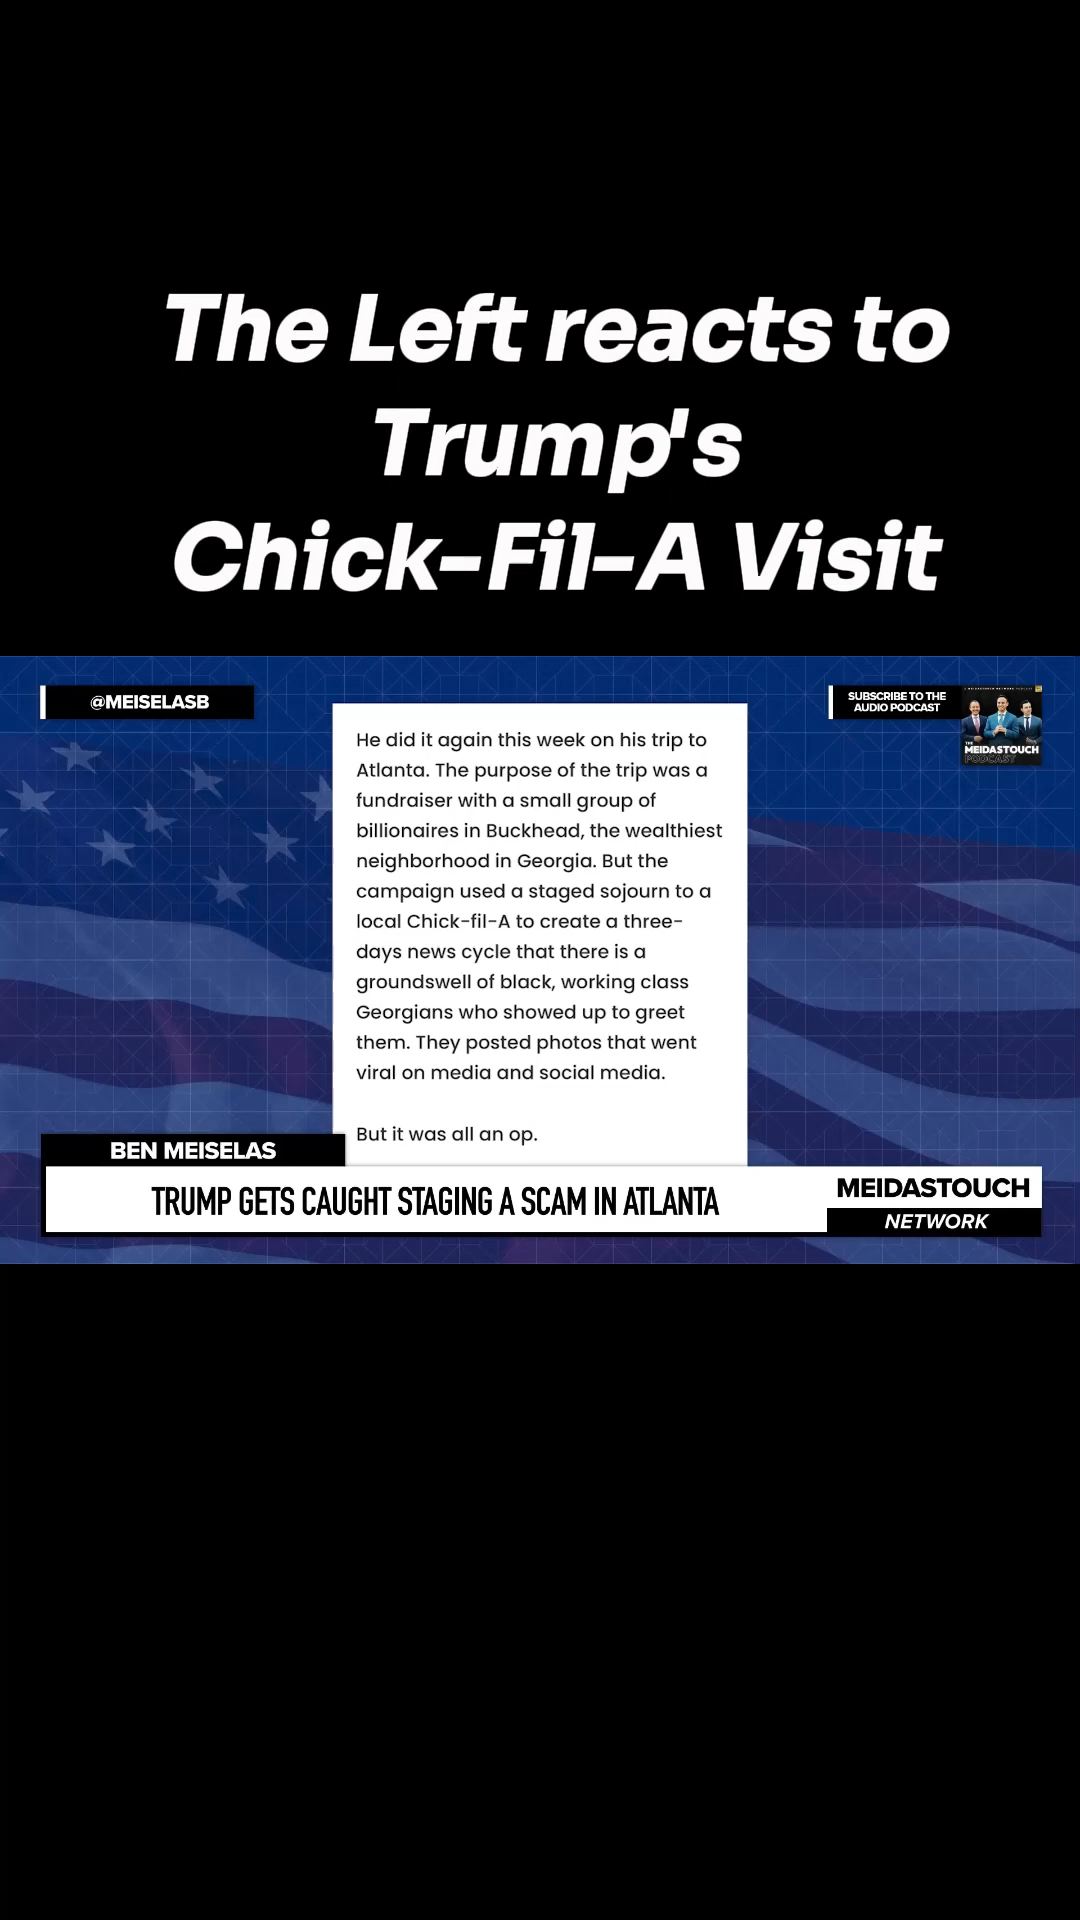 The Left reacts to
Trump's
Chick-Fil-A Visit
@MEISELASB
SUBSCRIBE TO THE
AUDIO PODCAST
THE
MEIDASTOUCH
PODCAST
He did it again this week on his trip to
Atlanta. The purpose of the trip was a
fundraiser with a small group of
billionaires in Buckhead, the wealthiest
neighborhood in Georgia. But the
campaign used a staged sojourn to a
local Chick-fil-A to create a three-
days news cycle that there is a
groundswell of black, working class
Georgians who showed up to greet
them. They posted photos that went
viral on media and social media.
But it was all an op.
BEN MEISELAS
TRUMP GETS CAUGHT STAGING A SCAM IN ATLANTA
MEIDASTOUCH
NETWORK